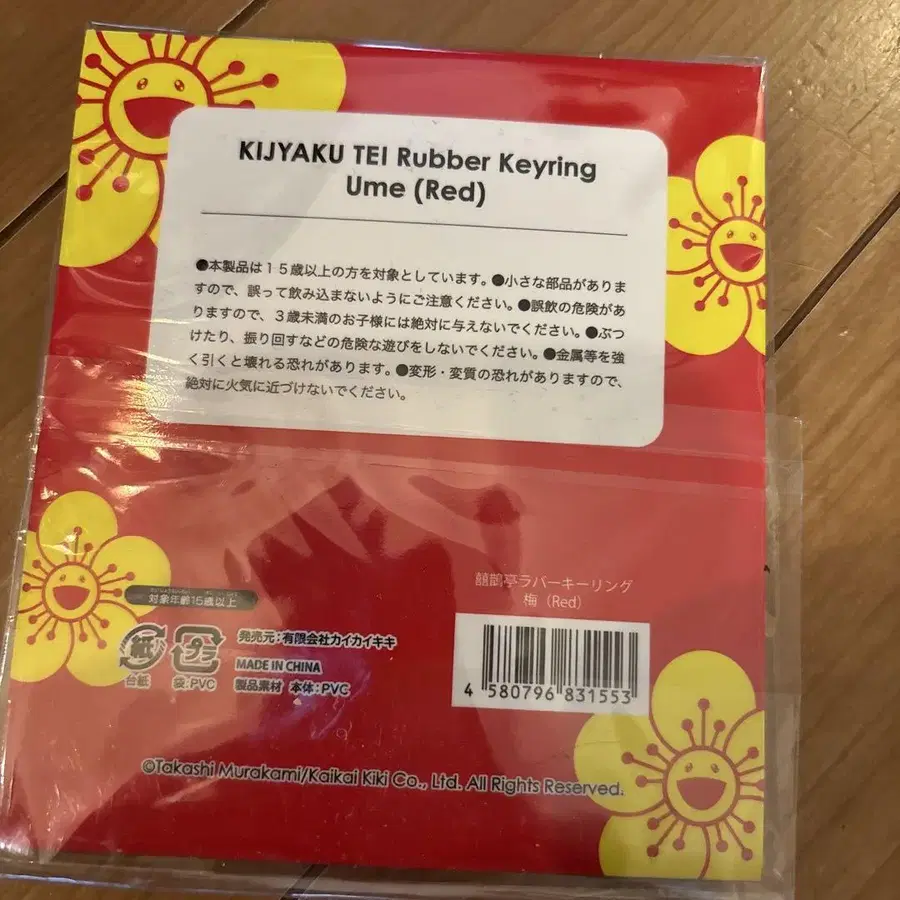 KIJYAKU TEI Rubber Keyring
Ume (Red)
●本製品は１５歳以上の方を対象としています。●小さな部品がありま
すので、誤って飲み込まないようにご注意ください。●誤飲の危険があ
りますので、３歳未満のお子様には絶対に与えないでください。●ぶつ
けたり、振り回すなどの危険な遊びをしないでください。●金属等を強
く引くと壊れる恐れがあります。●変形・変質の恐れがありますので、
絶対に火気に近づけないでください。
囍鵲亭ラバーキーリング
梅（Red）
対象年齢15歳以上
紙
台紙
プラ
袋:PVC
発売元：有限会社カイカイキキ
MADE IN CHINA
製品素材 本体：PVC
4 580796 831553
©Takashi Murakami/Kaikai Kiki Co., Ltd. All Rights Reserved.